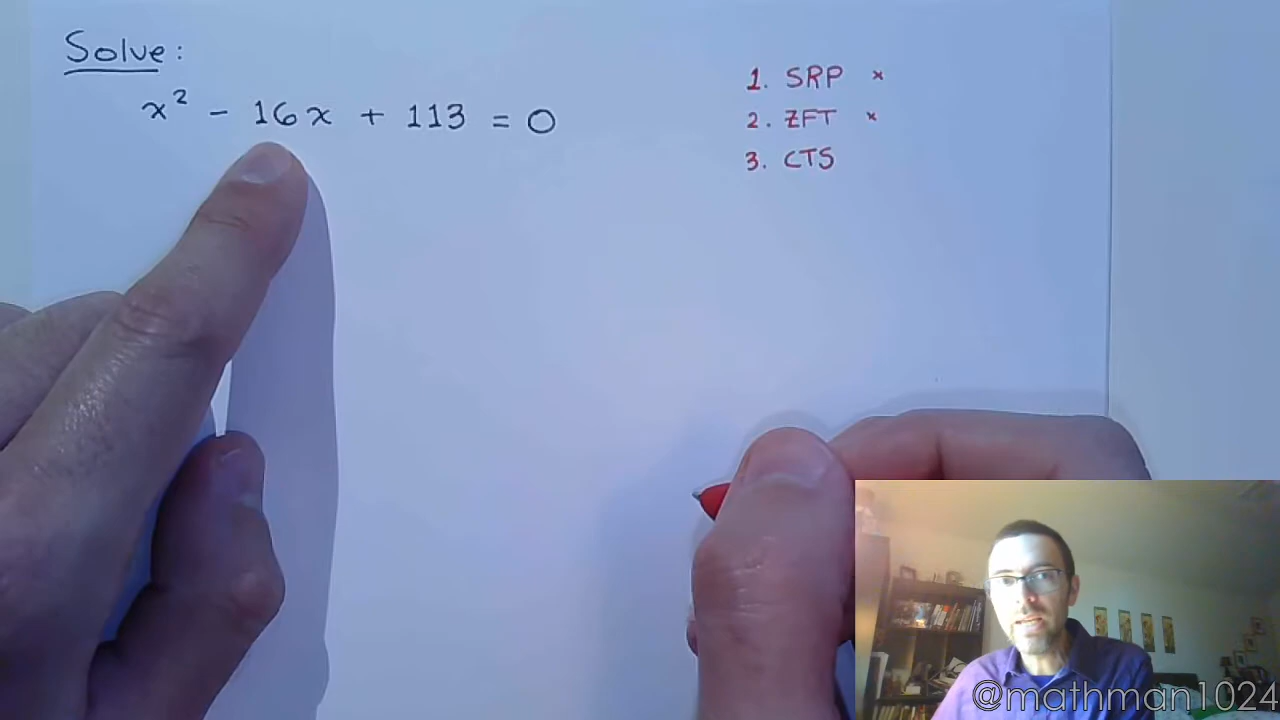 Solve:
x² - 16x + 113 = 0
1. SRP ×
2. ZFT ×
3. CTS
@mathman1024